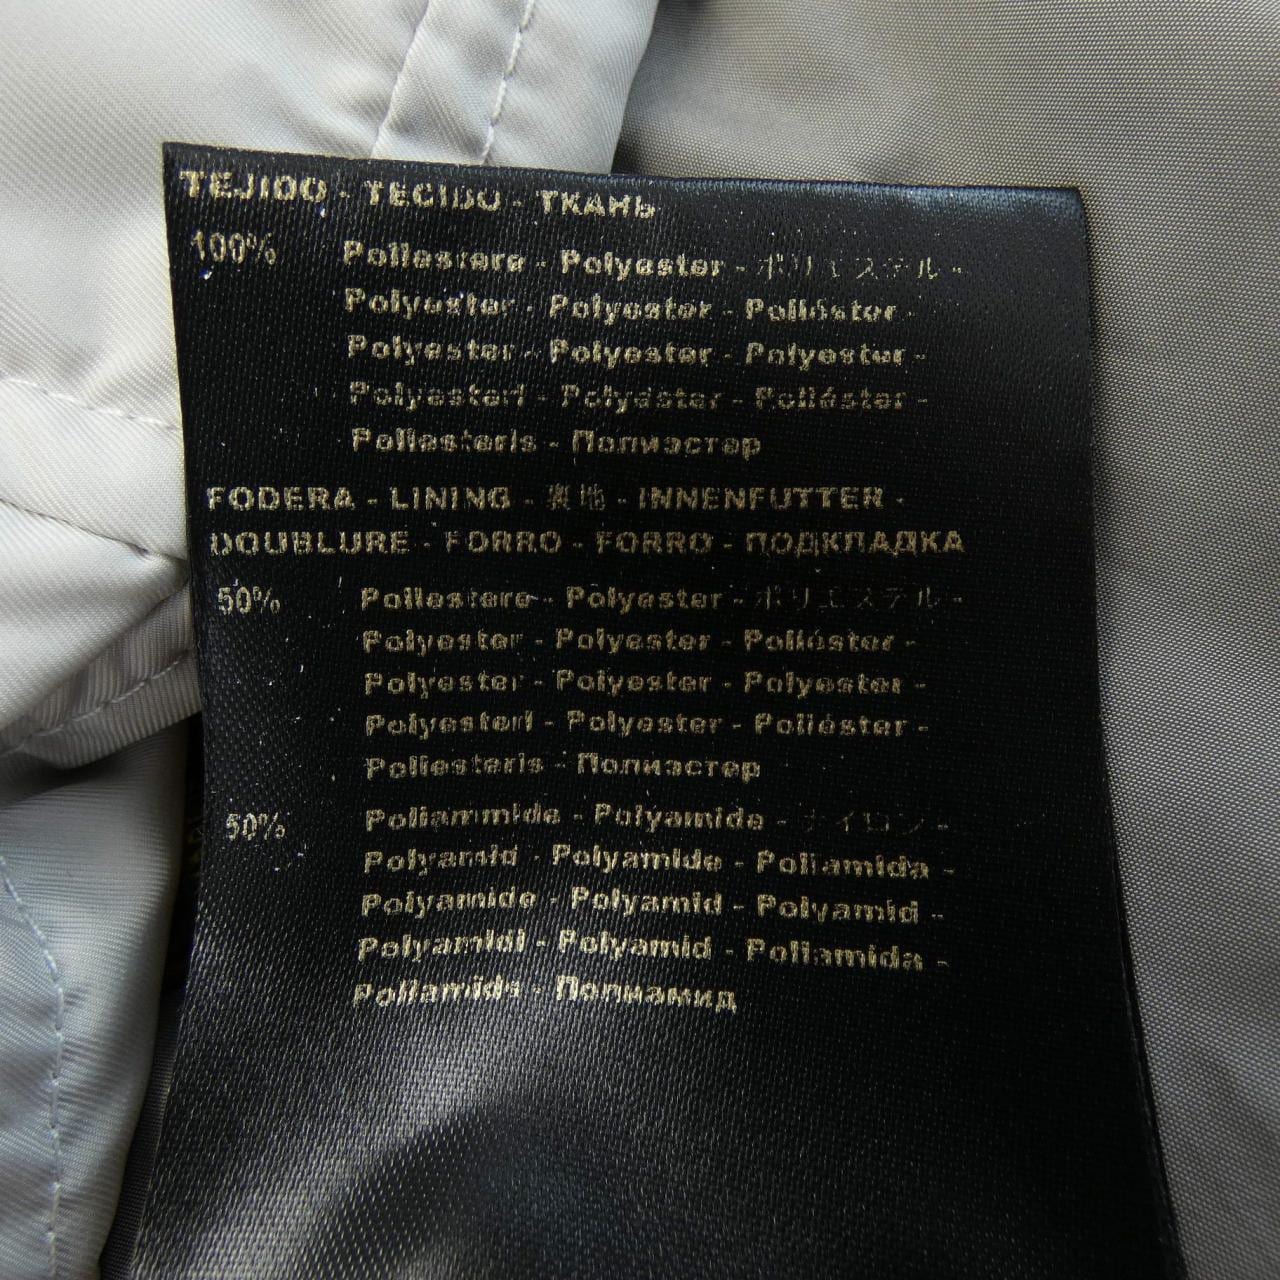 TEJIDO - TECIDO - ТКАНЬ
100% Poliestere - Polyester - ポリエステル -
Polyester - Polyester - Poliéster -
Polyester - Polyester - Polyester -
Polyesteri - Polyester - Poliéster -
Poliesteris - Полиэстер
FODERA - LINING - 裏地 - INNENFUTTER -
DOUBLURE - FORRO - FORRO - ПОДКЛАДКА
50% Poliestere - Polyester - ポリエステル -
Polyester - Polyester - Poliéster -
Polyester - Polyester - Polyester -
Polyesteri - Polyester - Poliéster -
Poliesteris - Полиэстер
50% Poliammide - Polyamide - ナイロン -
Polyamid - Polyamide - Poliamida -
Polyamide - Polyamid - Polyamid -
Polyamidi - Polyamid - Poliamida -
Poliamids - Полиамид